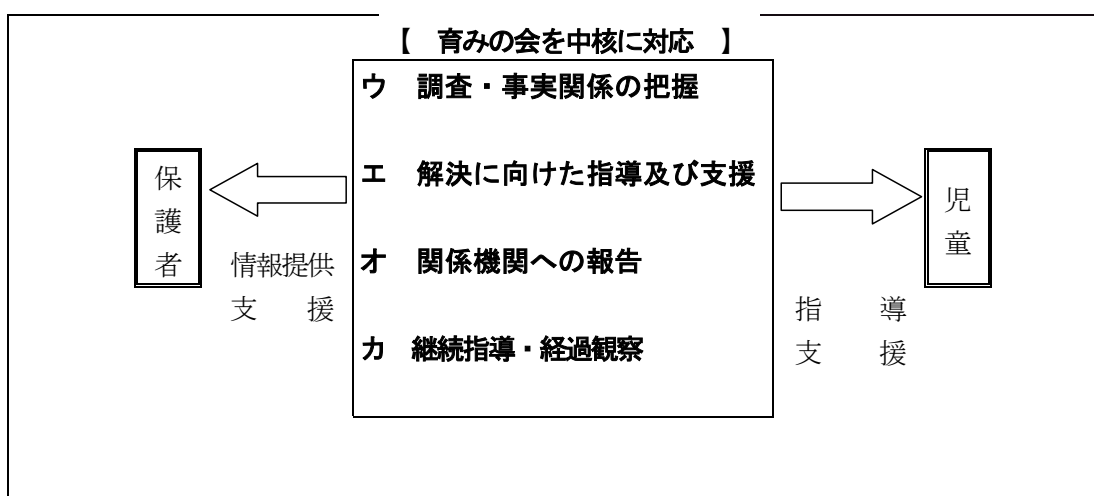 【　育みの会を中核に対応　】
ウ　調査・事実関係の把握
エ　解決に向けた指導及び支援
オ　関係機関への報告
カ　継続指導・経過観察
保護者
情報提供
支　　援
児童
指　　導
支　　援